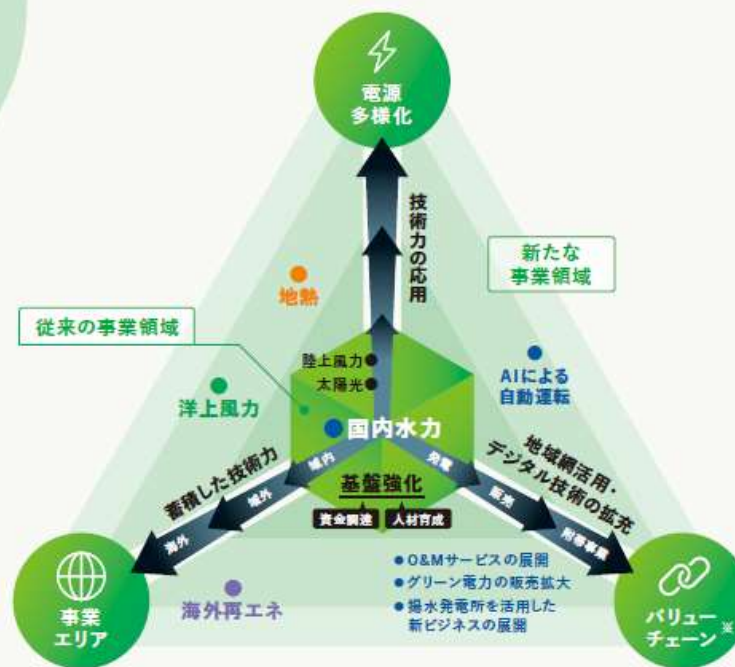 電源
多様化
技術力の応用
新たな
事業領域
地熱
従来の事業領域
陸上風力
太陽光
AIによる
自動運転
洋上風力
国内水力
蓄積した技術力
域内
域外
海外
発電
販売
附帯事業
地域網活用・
デジタル技術の拡充
基盤強化
資金調達
人材育成
事業
エリア
海外再エネ
●O&Mサービスの展開
●グリーン電力の販売拡大
●揚水発電所を活用した
新ビジネスの展開
バリュー
チェーン※